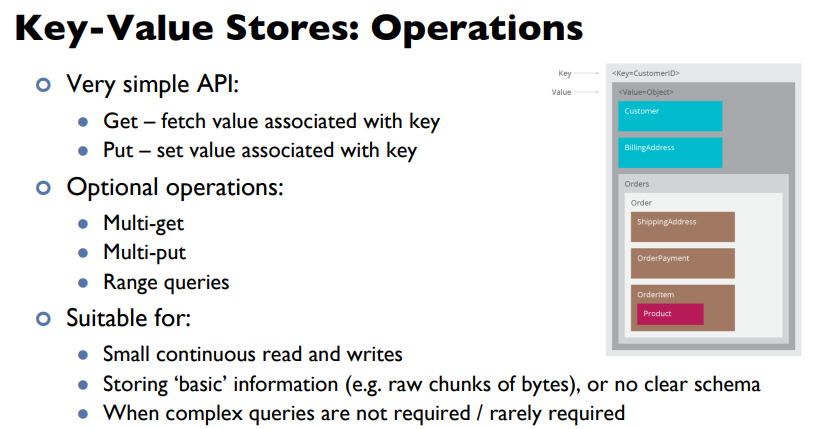 Key-Value Stores: Operations
Very simple API:
Get – fetch value associated with key
Put – set value associated with key
Optional operations:
Multi-get
Multi-put
Range queries
Suitable for:
Small continuous read and writes
Storing ‘basic’ information (e.g. raw chunks of bytes), or no clear schema
When complex queries are not required / rarely required
Key
<Key=CustomerID>
Value
<Value=Object>
Customer
BillingAddress
Orders
Order
ShippingAddress
OrderPayment
OrderItem
Product